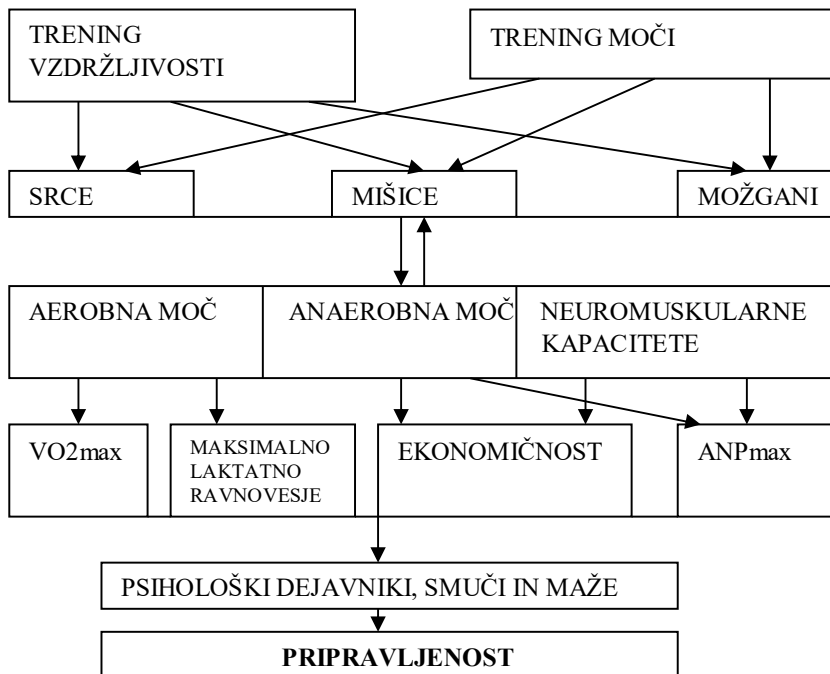 TRENING
VZDRŽLJIVOSTI
TRENING MOČI
SRCE
MIŠICE
MOŽGANI
AEROBNA MOČ
ANAEROBNA MOČ
NEUROMUSKULARNE
KAPACITETE
VO2max
MAKSIMALNO
LAKTATNO
RAVNOVESJE
EKONOMIČNOST
ANPmax
PSIHOLOŠKI DEJAVNIKI, SMUČI IN MAŽE
PRIPRAVLJENOST